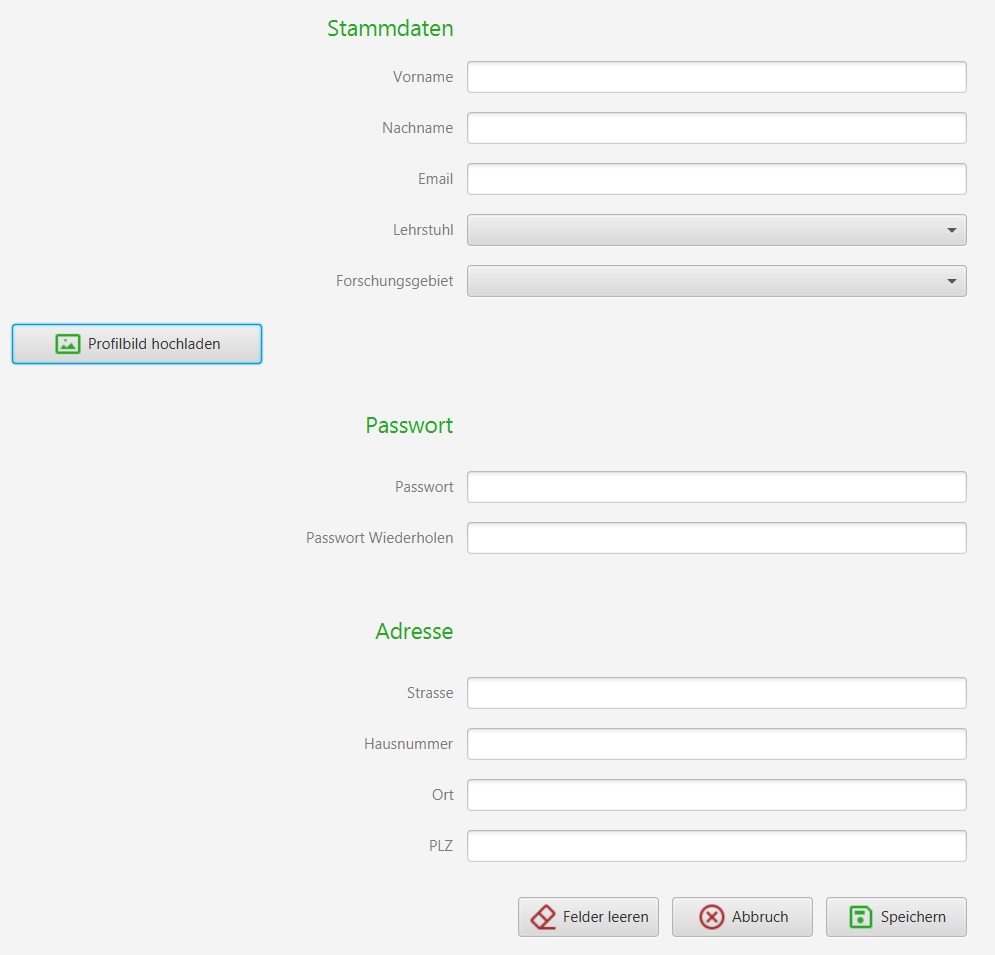 Stammdaten
Vorname
Nachname
Email
Lehrstuhl
Forschungsgebiet
Profilbild hochladen
Passwort
Passwort
Passwort Wiederholen
Adresse
Strasse
Hausnummer
Ort
PLZ
Felder leeren Abbruch Speichern